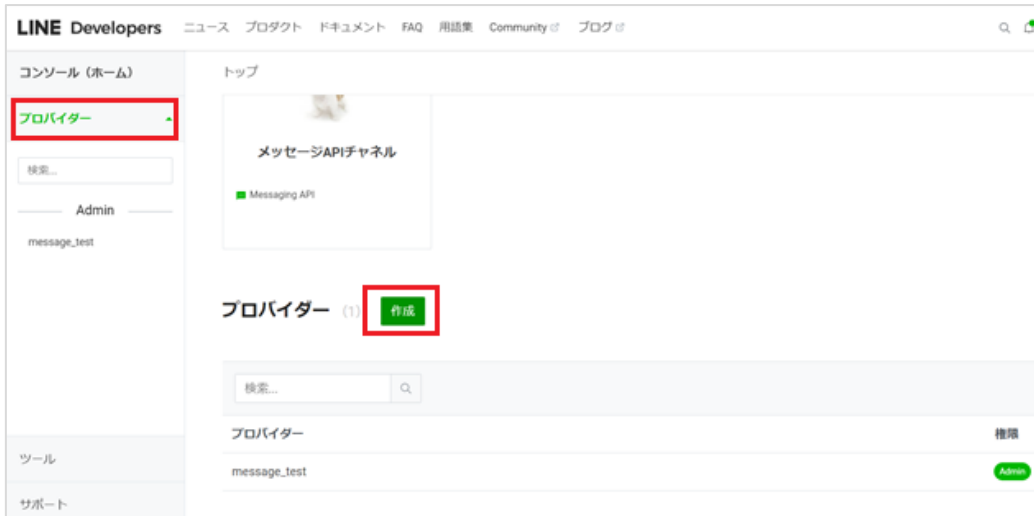 LINE Developers ニュース プロダクト ドキュメント FAQ 用語集 Community ブログ
コンソール（ホーム）
トップ
プロバイダー
検索...
Admin
message_test
メッセージAPIチャネル
Messaging API
プロバイダー (1) 作成
検索...
プロバイダー 権限
message_test Admin
ツール
サポート